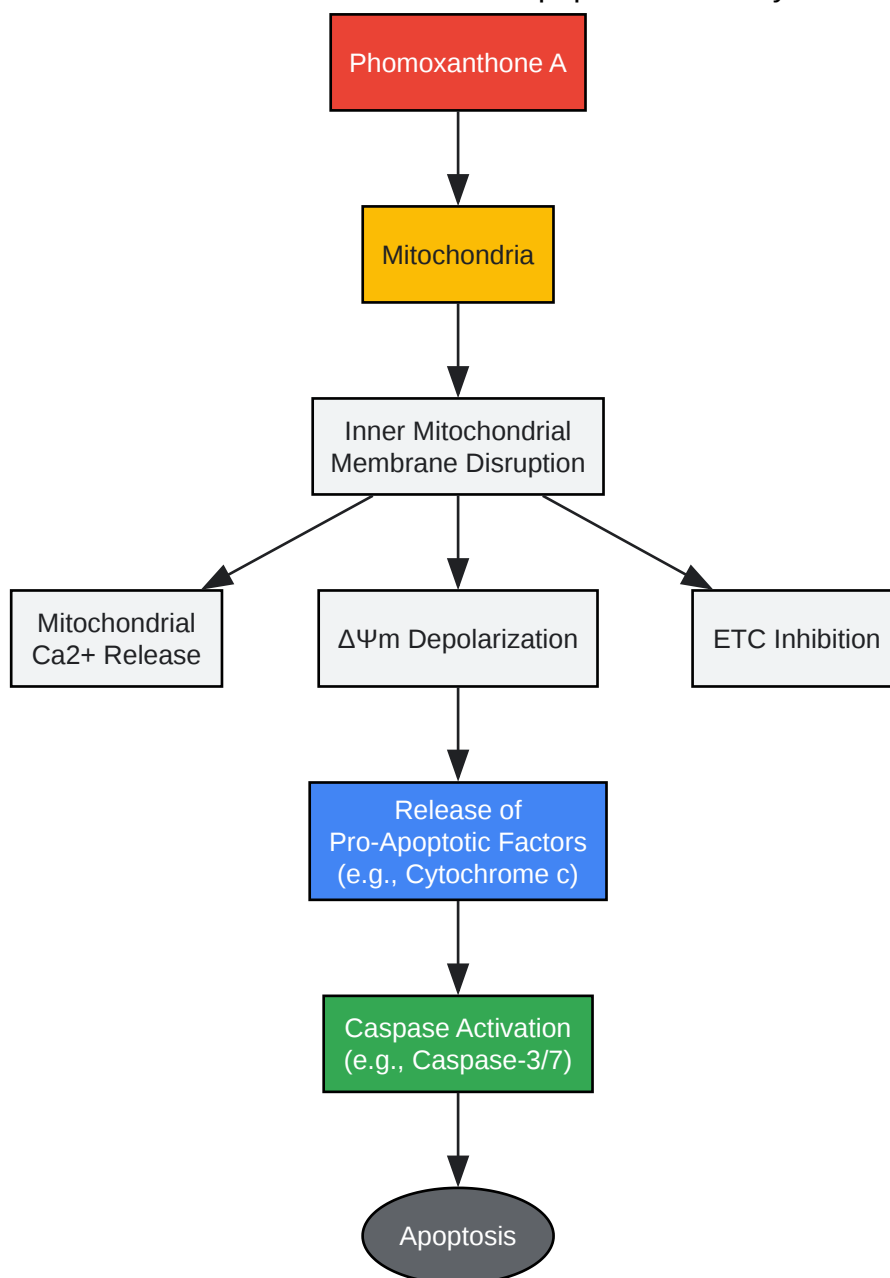 Phomoxanthone A
Mitochondria
Inner Mitochondrial
Membrane Disruption
Mitochondrial
Ca2+ Release
ΔΨm Depolarization
ETC Inhibition
Release of
Pro-Apoptotic Factors
(e.g., Cytochrome c)
Caspase Activation
(e.g., Caspase-3/7)
Apoptosis